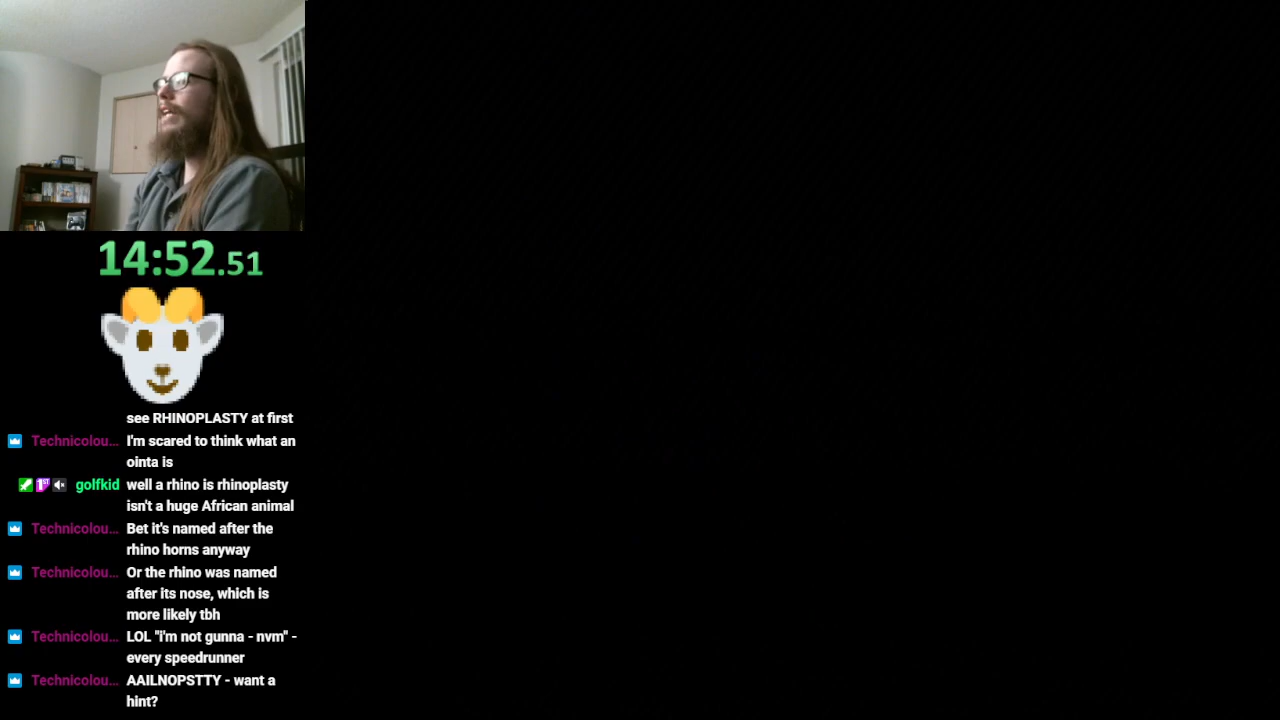 14:52.51
see RHINOPLASTY at first
Technicolou... I'm scared to think what an
ointa is
golfkid well a rhino is rhinoplasty
isn't a huge African animal
Technicolou... Bet it's named after the
rhino horns anyway
Technicolou... Or the rhino was named
after its nose, which is
more likely tbh
Technicolou... LOL "i'm not gunna - nvm" -
every speedrunner
Technicolou... AAILNOPSTTY - want a
hint?